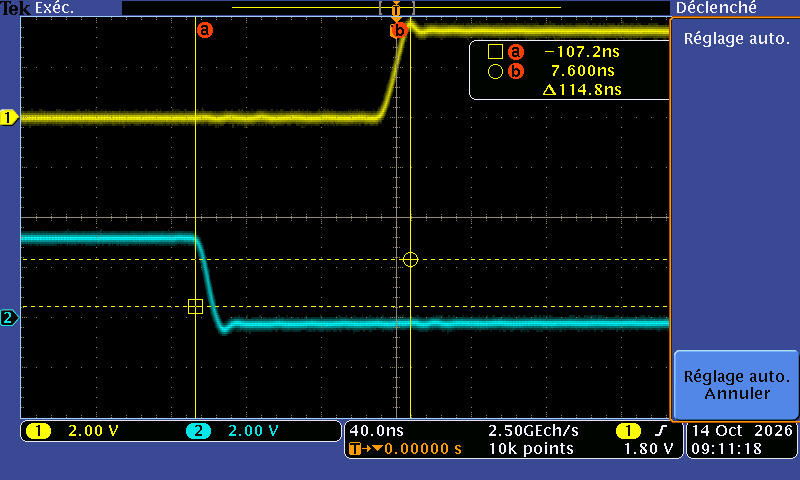 Tek Exéc.
Déclenché
Réglage auto.
a
b
a −107.2ns
b 7.600ns
Δ114.8ns
1
2
Réglage auto.
Annuler
1 2.00 V 2 2.00 V
40.0ns 2.50GÉch/s 1 1.80 V
T→▼0.00000 s 10k points
14 Oct 2026
09:11:18